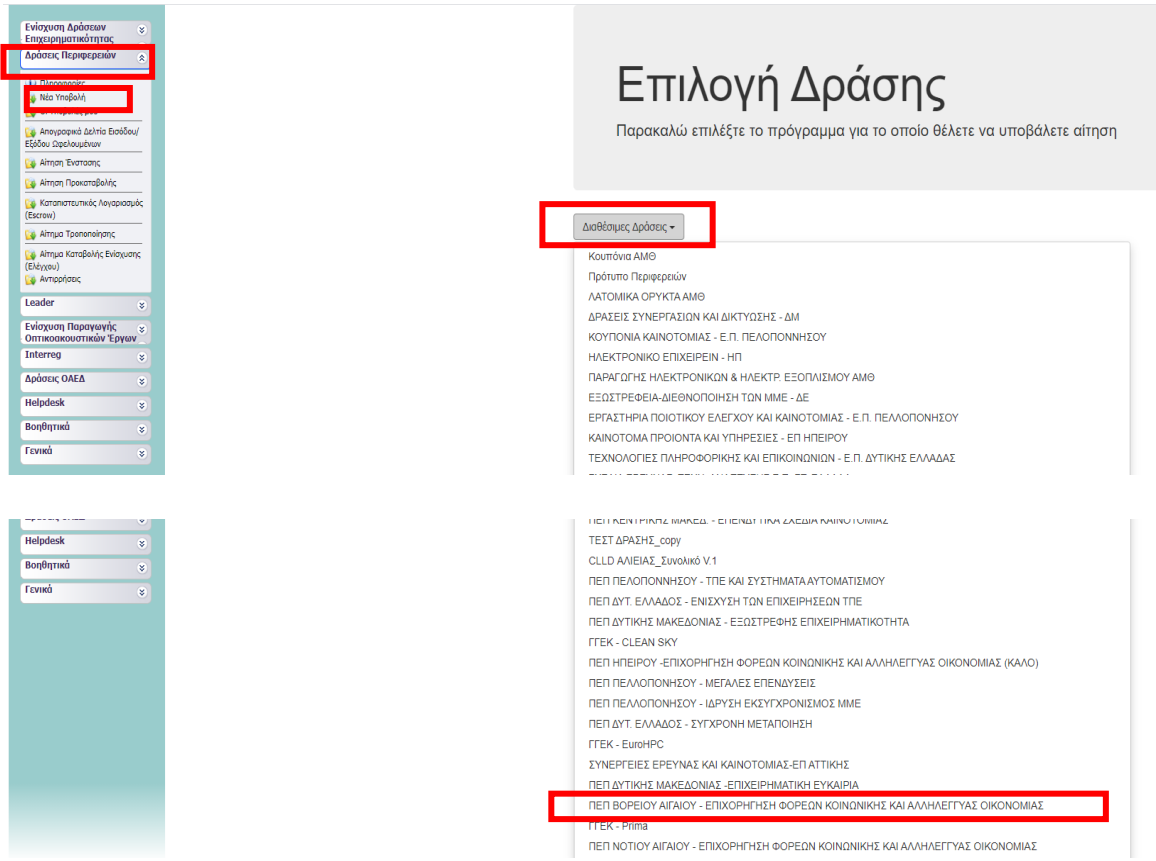 Ενίσχυση Δράσεων
Επιχειρηματικότητας
Δράσεις Περιφερειών
Πληροφορίες
Νέα Υποβολή
Απογραφικά Δελτία Εισόδου/
Εξόδου Ωφελουμένων
Αίτηση Ένστασης
Αίτηση Προκαταβολής
Καταπιστευτικός Λογαριασμός
(Escrow)
Αίτημα Τροποποίησης
Αίτημα Καταβολής Ενίσχυσης
(Ελέγχου)
Αντιρρήσεις
Leader
Ενίσχυση Παραγωγής
Οπτικοακουστικών Έργων
Interreg
Δράσεις ΟΑΕΔ
Helpdesk
Βοηθητικά
Γενικά
Επιλογή Δράσης
Παρακαλώ επιλέξτε το πρόγραμμα για το οποίο θέλετε να υποβάλετε αίτηση
Διαθέσιμες Δράσεις
Κουπόνια ΑΜΘ
Πρότυπο Περιφερειών
ΛΑΤΟΜΙΚΑ ΟΡΥΚΤΑ ΑΜΘ
ΔΡΑΣΕΙΣ ΣΥΝΕΡΓΑΣΙΩΝ ΚΑΙ ΔΙΚΤΥΩΣΗΣ - ΔΜ
ΚΟΥΠΟΝΙΑ ΚΑΙΝΟΤΟΜΙΑΣ - Ε.Π. ΠΕΛΟΠΟΝΝΗΣΟΥ
ΗΛΕΚΤΡΟΝΙΚΟ ΕΠΙΧΕΙΡΕΙΝ - ΗΠ
ΠΑΡΑΓΩΓΗΣ ΗΛΕΚΤΡΟΝΙΚΩΝ & ΗΛΕΚΤΡ. ΕΞΟΠΛΙΣΜΟΥ ΑΜΘ
ΕΞΩΣΤΡΕΦΕΙΑ-ΔΙΕΘΝΟΠΟΙΗΣΗ ΤΩΝ ΜΜΕ - ΔΕ
ΕΡΓΑΣΤΗΡΙΑ ΠΟΙΟΤΙΚΟΥ ΕΛΕΓΧΟΥ ΚΑΙ ΚΑΙΝΟΤΟΜΙΑΣ - Ε.Π. ΠΕΛΛΟΠΟΝΗΣΟΥ
ΚΑΙΝΟΤΟΜΑ ΠΡΟΙΟΝΤΑ ΚΑΙ ΥΠΗΡΕΣΙΕΣ - ΕΠ ΗΠΕΙΡΟΥ
ΤΕΧΝΟΛΟΓΙΕΣ ΠΛΗΡΟΦΟΡΙΚΗΣ ΚΑΙ ΕΠΙΚΟΙΝΩΝΙΩΝ - Ε.Π. ΔΥΤΙΚΗΣ ΕΛΛΑΔΑΣ
Helpdesk
Βοηθητικά
Γενικά
ΠΕΠ ΚΕΝΤΡΙΚΗΣ ΜΑΚΕΔ. - ΕΠΕΝΔΥΤΙΚΑ ΣΧΕΔΙΑ ΚΑΙΝΟΤΟΜΙΑΣ
ΤΕΣΤ ΔΡΑΣΗΣ_copy
CLLD ΑΛΙΕΙΑΣ_Συνολικό V.1
ΠΕΠ ΠΕΛΟΠΟΝΝΗΣΟΥ - ΤΠΕ ΚΑΙ ΣΥΣΤΗΜΑΤΑ ΑΥΤΟΜΑΤΙΣΜΟΥ
ΠΕΠ ΔΥΤ. ΕΛΛΑΔΟΣ - ΕΝΙΣΧΥΣΗ ΤΩΝ ΕΠΙΧΕΙΡΗΣΕΩΝ ΤΠΕ
ΠΕΠ ΔΥΤΙΚΗΣ ΜΑΚΕΔΟΝΙΑΣ - ΕΞΩΣΤΡΕΦΗΣ ΕΠΙΧΕΙΡΗΜΑΤΙΚΟΤΗΤΑ
ΓΓΕΚ - CLEAN SKY
ΠΕΠ ΗΠΕΙΡΟΥ -ΕΠΙΧΟΡΗΓΗΣΗ ΦΟΡΕΩΝ ΚΟΙΝΩΝΙΚΗΣ ΚΑΙ ΑΛΛΗΛΕΓΓΥΑΣ ΟΙΚΟΝΟΜΙΑΣ (ΚΑΛΟ)
ΠΕΠ ΠΕΛΛΟΠΟΝΗΣΟΥ - ΜΕΓΑΛΕΣ ΕΠΕΝΔΥΣΕΙΣ
ΠΕΠ ΠΕΛΛΟΠΟΝΝΗΣΟΥ - ΙΔΡΥΣΗ ΕΚΣΥΓΧΡΟΝΙΣΜΟΣ ΜΜΕ
ΠΕΠ ΔΥΤ. ΕΛΛΑΔΟΣ - ΣΥΓΧΡΟΝΗ ΜΕΤΑΠΟΙΗΣΗ
ΓΓΕΚ - EuroHPC
ΣΥΝΕΡΓΕΙΕΣ ΕΡΕΥΝΑΣ ΚΑΙ ΚΑΙΝΟΤΟΜΙΑΣ-ΕΠ ΑΤΤΙΚΗΣ
ΠΕΠ ΔΥΤΙΚΗΣ ΜΑΚΕΔΟΝΙΑΣ -ΕΠΙΧΕΙΡΗΜΑΤΙΚΗ ΕΥΚΑΙΡΙΑ
ΠΕΠ ΒΟΡΕΙΟΥ ΑΙΓΑΙΟΥ - ΕΠΙΧΟΡΗΓΗΣΗ ΦΟΡΕΩΝ ΚΟΙΝΩΝΙΚΗΣ ΚΑΙ ΑΛΛΗΛΕΓΓΥΑΣ ΟΙΚΟΝΟΜΙΑΣ
ΓΓΕΚ - Prima
ΠΕΠ ΝΟΤΙΟΥ ΑΙΓΑΙΟΥ - ΕΠΙΧΟΡΗΓΗΣΗ ΦΟΡΕΩΝ ΚΟΙΝΩΝΙΚΗΣ ΚΑΙ ΑΛΛΗΛΕΓΓΥΑΣ ΟΙΚΟΝΟΜΙΑΣ